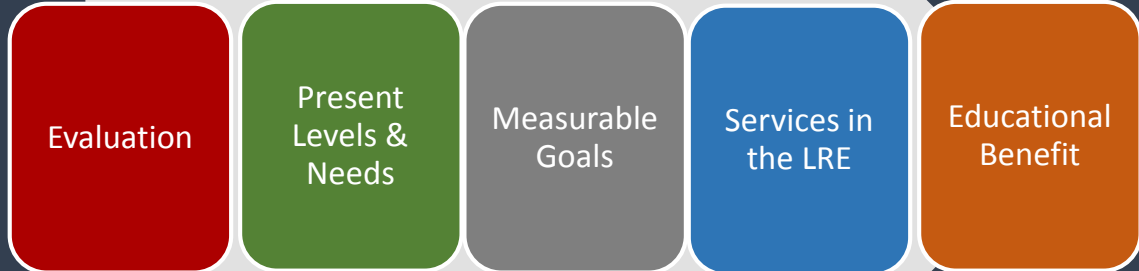 Evaluation
Present
Levels &
Needs
Measurable
Goals
Services in
the LRE
Educational
Benefit